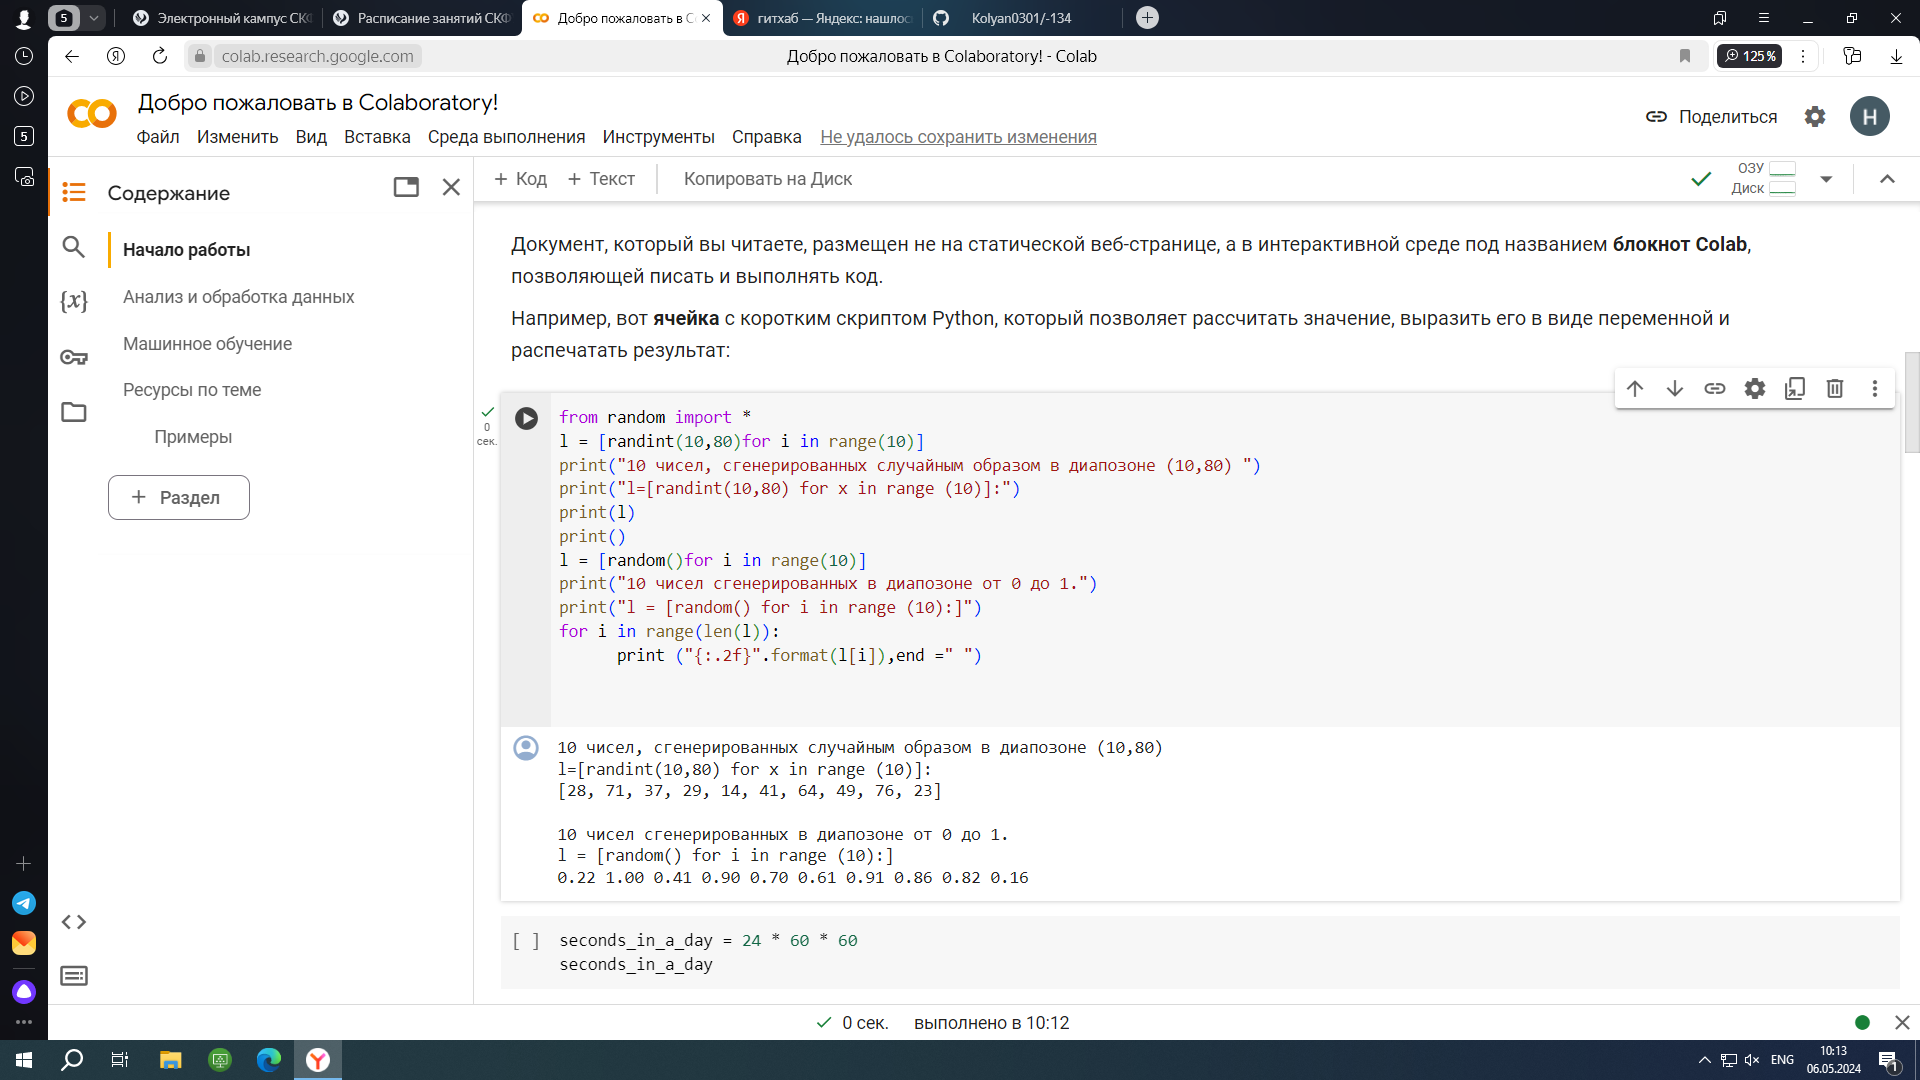 5
Электронный кампус СКФ
Расписание занятий СКФ
Добро пожаловать в C
гитхаб — Яндекс: нашлос
Kolyan0301/-134
colab.research.google.com
Добро пожаловать в Colaboratory! - Colab
125 %
5
Добро пожаловать в Colaboratory!
Файл Изменить Вид Вставка Среда выполнения Инструменты Справка Не удалось сохранить изменения
Поделиться
H
Содержание
+ Код + Текст Копировать на Диск
ОЗУ
Диск
Начало работы
Анализ и обработка данных
Машинное обучение
Ресурсы по теме
Примеры
+ Раздел
{x}
Документ, который вы читаете, размещен не на статической веб-странице, а в интерактивной среде под названием блокнот Colab,
позволяющей писать и выполнять код.
Например, вот ячейка с коротким скриптом Python, который позволяет рассчитать значение, выразить его в виде переменной и
распечатать результат:
0
сек.
from random import *
l = [randint(10,80)for i in range(10)]
print("10 чисел, сгенерированных случайным образом в диапозоне (10,80) ")
print("l=[randint(10,80) for x in range (10)]:")
print(l)
print()
l = [random()for i in range(10)]
print("10 чисел сгенерированных в диапозоне от 0 до 1.")
print("l = [random() for i in range (10):]")
for i in range(len(l)):
print ("{:.2f}".format(l[i]),end =" ")
10 чисел, сгенерированных случайным образом в диапозоне (10,80)
l=[randint(10,80) for x in range (10)]:
[28, 71, 37, 29, 14, 41, 64, 49, 76, 23]
10 чисел сгенерированных в диапозоне от 0 до 1.
l = [random() for i in range (10):]
0.22 1.00 0.41 0.90 0.70 0.61 0.91 0.86 0.82 0.16
[ ] seconds_in_a_day = 24 * 60 * 60
seconds_in_a_day
0 сек. выполнено в 10:12
ENG
10:13
06.05.2024
1